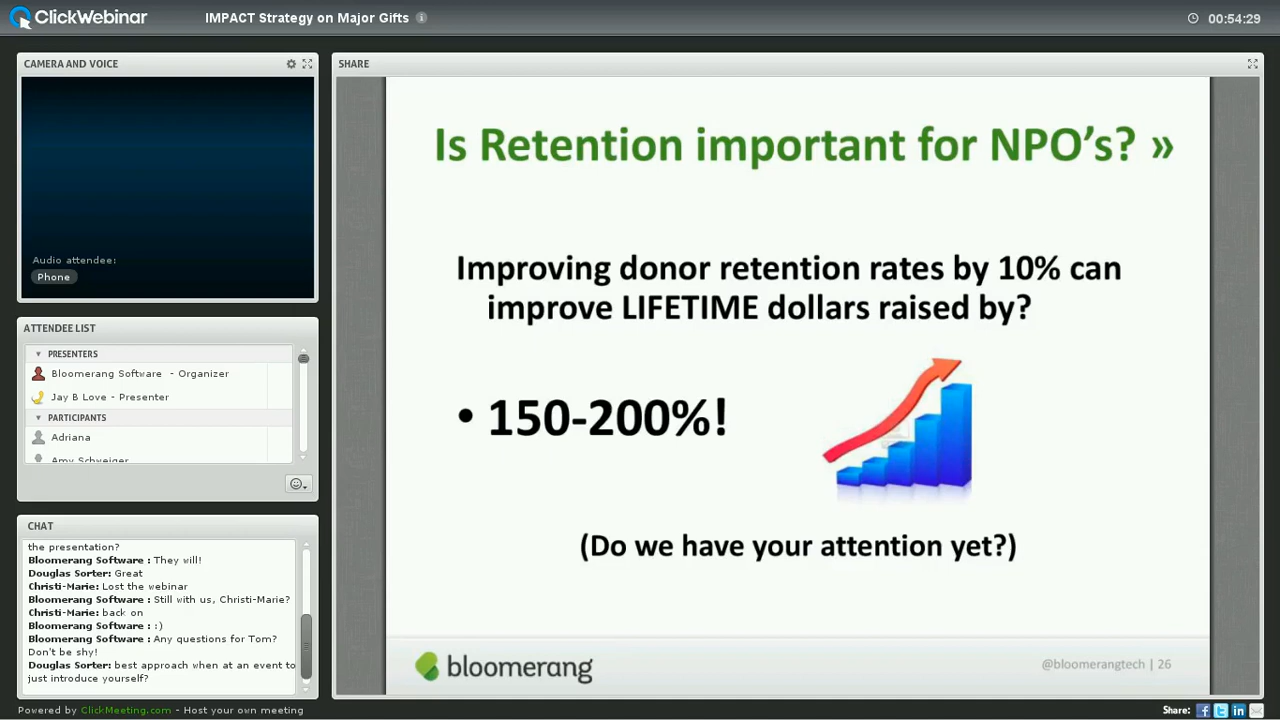 ClickWebinar
IMPACT Strategy on Major Gifts
00:54:29
CAMERA AND VOICE
Audio attendee:
Phone
ATTENDEE LIST
PRESENTERS
Bloomerang Software - Organizer
Jay B Love - Presenter
PARTICIPANTS
Adriana
Amy Schweiger
CHAT
the presentation?
Bloomerang Software : They will!
Douglas Sorter: Great
Christi-Marie: Lost the webinar
Bloomerang Software : Still with us, Christi-Marie?
Christi-Marie: back on
Bloomerang Software : :)
Bloomerang Software : Any questions for Tom?
Don't be shy!
Douglas Sorter: best approach when at an event to
just introduce yourself?
SHARE
Is Retention important for NPO's? »
Improving donor retention rates by 10% can
improve LIFETIME dollars raised by?
• 150-200%!
(Do we have your attention yet?)
bloomerang
@bloomerangtech | 26
Powered by ClickMeeting.com - Host your own meeting
Share: